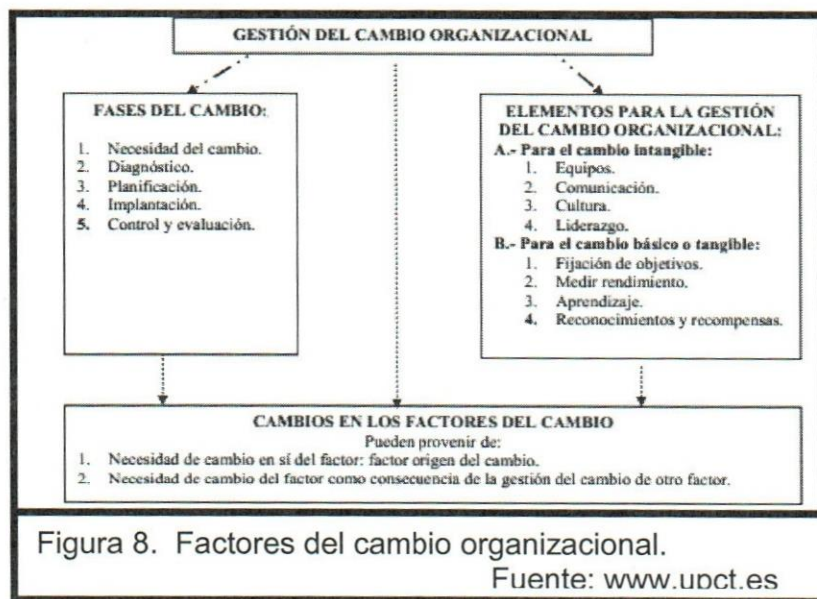 GESTIÓN DEL CAMBIO ORGANIZACIONAL
FASES DEL CAMBIO:
1. Necesidad del cambio.
2. Diagnóstico.
3. Planificación.
4. Implantación.
5. Control y evaluación.
ELEMENTOS PARA LA GESTIÓN
DEL CAMBIO ORGANIZACIONAL:
A.- Para el cambio intangible:
1. Equipos.
2. Comunicación.
3. Cultura.
4. Liderazgo.
B.- Para el cambio básico o tangible:
1. Fijación de objetivos.
2. Medir rendimiento.
3. Aprendizaje.
4. Reconocimientos y recompensas.
CAMBIOS EN LOS FACTORES DEL CAMBIO
Pueden provenir de:
1. Necesidad de cambio en sí del factor: factor origen del cambio.
2. Necesidad de cambio del factor como consecuencia de la gestión del cambio de otro factor.
Figura 8. Factores del cambio organizacional.
Fuente: www.upct.es